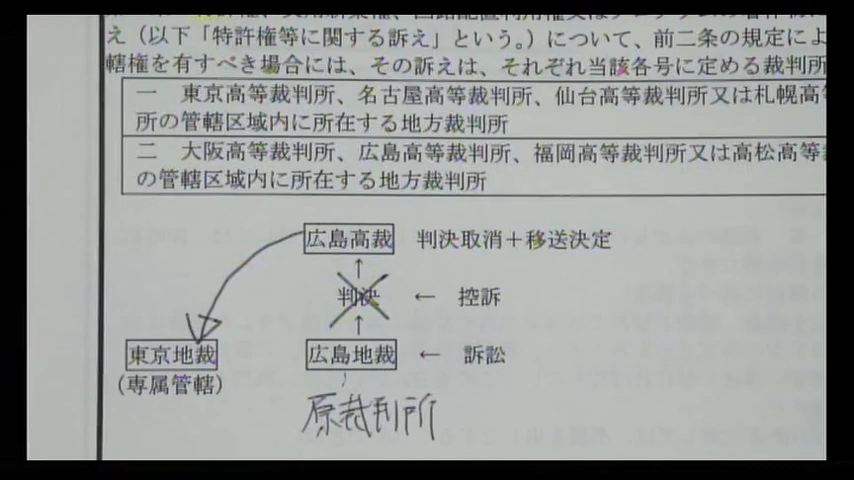 え（以下「特許権等に関する訴え」という。）について、前二条の規定によ
轄権を有すべき場合には、その訴えは、それぞれ当該各号に定める裁判所
一　東京高等裁判所、名古屋高等裁判所、仙台高等裁判所又は札幌高等
所の管轄区域内に所在する地方裁判所
二　大阪高等裁判所、広島高等裁判所、福岡高等裁判所又は高松高等
の管轄区域内に所在する地方裁判所
広島高裁　判決取消＋移送決定
↑
判決　←　控訴
↑
東京地裁　広島地裁　←　訴訟
（専属管轄）
原裁判所